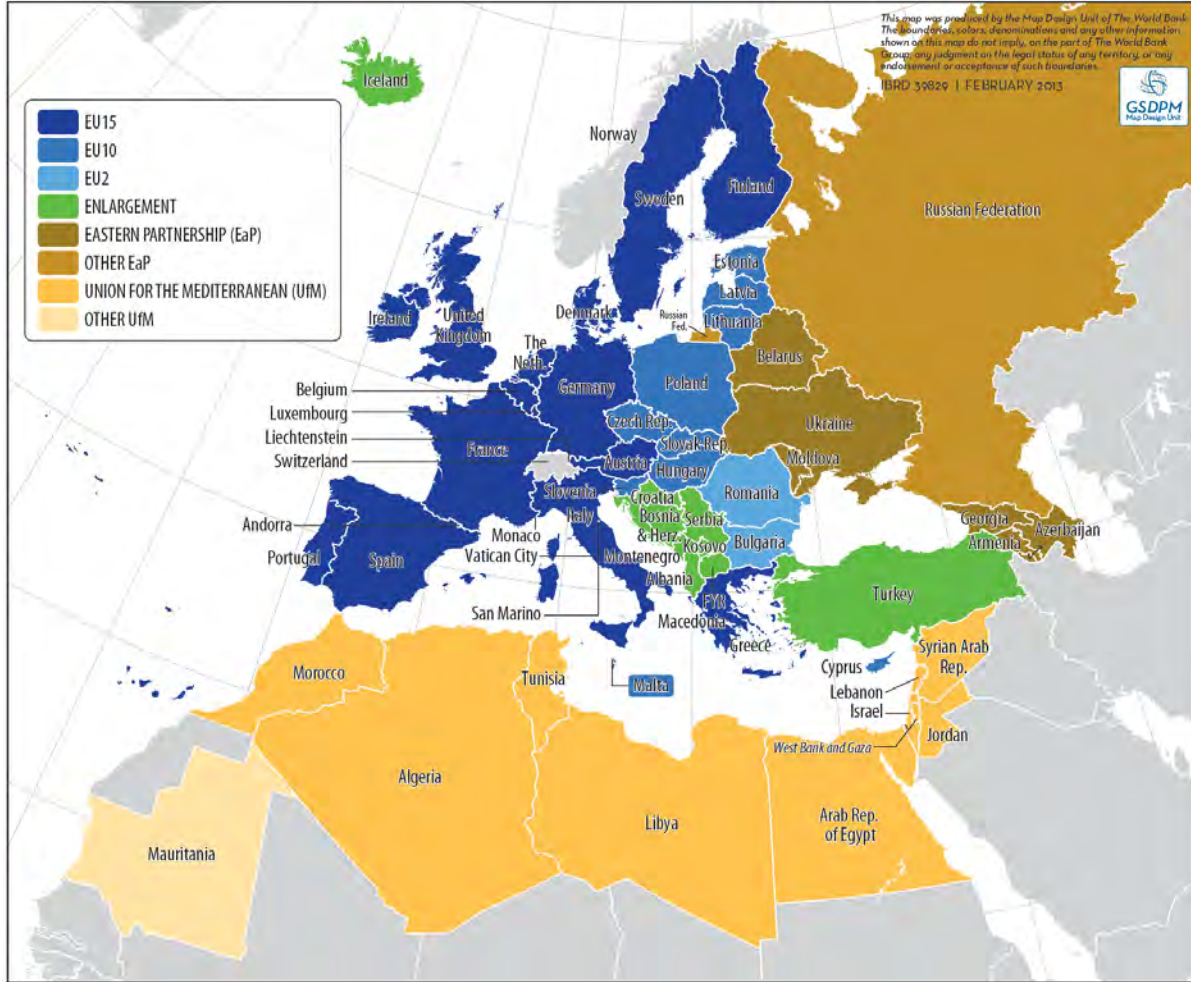 This map was produced by the Map Design Unit of The World Bank.
The boundaries, colors, denominations and any other information
shown on this map do not imply, on the part of The World Bank
Group, any judgment on the legal status of any territory, or any
endorsement or acceptance of such boundaries.
IBRD 39829 | FEBRUARY 2013
GSDPM
Map Design Unit
Iceland
EU15
EU10
EU2
ENLARGEMENT
EASTERN PARTNERSHIP (EaP)
OTHER EaP
UNION FOR THE MEDITERRANEAN (UfM)
OTHER UfM
Norway
Sweden
Finland
Russian Federation
Estonia
Latvia
Lithuania
Russian
Fed.
Denmark
Ireland
United
Kingdom
The
Neth.
Belarus
Belgium
Germany
Poland
Luxembourg
Czech Rep.
Ukraine
Liechtenstein
Slovak Rep.
Switzerland
France
Austria
Hungary
Moldova
Slovenia
Croatia
Romania
Italy
Bosnia
& Herz.
Serbia
Andorra
Monaco
Georgia
Azerbaijan
Armenia
Portugal
Spain
Vatican City
Montenegro
Kosovo
Bulgaria
Albania
San Marino
FYR
Macedonia
Turkey
Greece
Morocco
Tunisia
Malta
Cyprus
Syrian Arab
Rep.
Lebanon
Israel
West Bank and Gaza
Jordan
Algeria
Libya
Arab Rep.
of Egypt
Mauritania